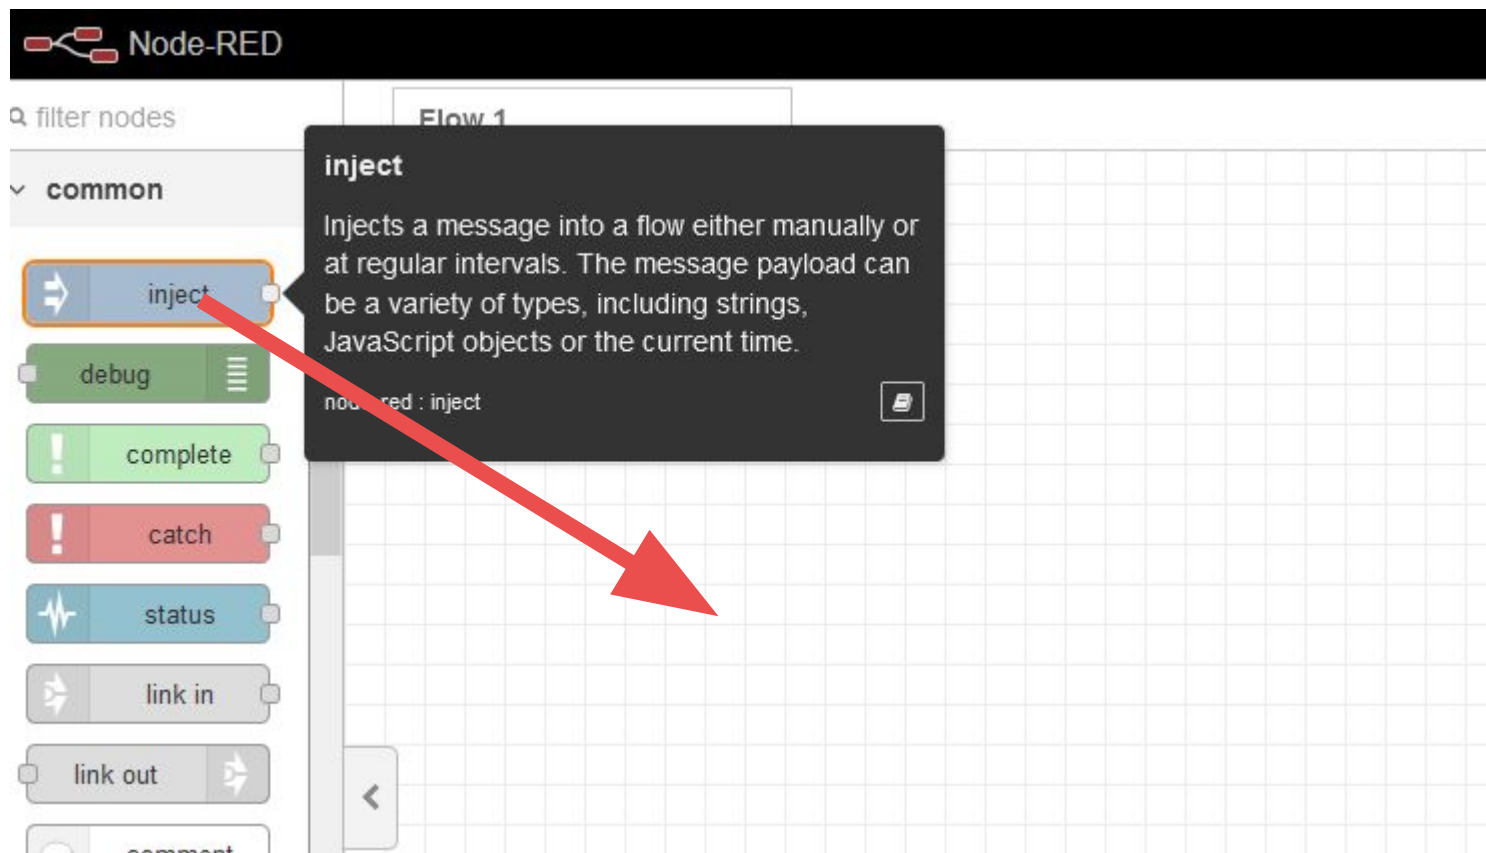 Node-RED
filter nodes
Flow 1
common
inject
Injects a message into a flow either manually or
at regular intervals. The message payload can
be a variety of types, including strings,
JavaScript objects or the current time.
node-red : inject
inject
debug
complete
catch
status
link in
link out
comment